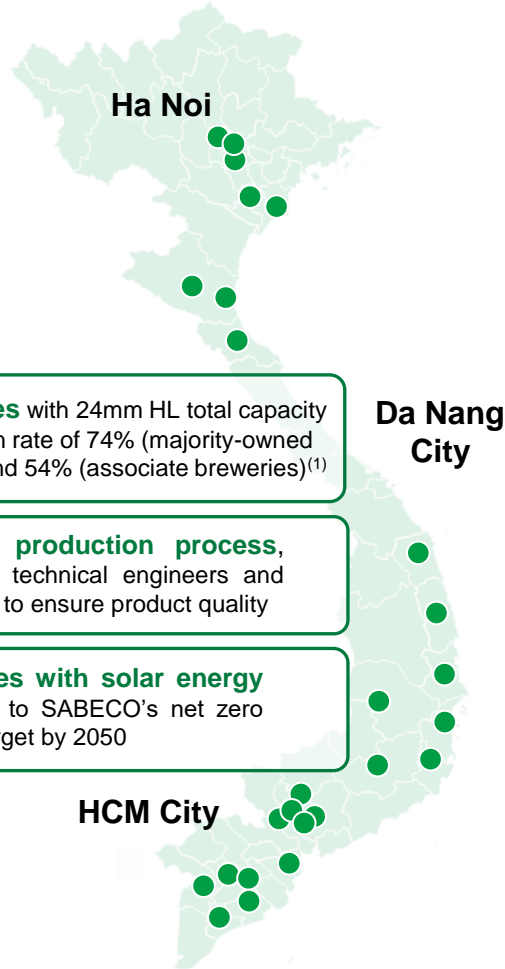 Ha Noi
es with 24mm HL total capacity
n rate of 74% (majority-owned
nd 54% (associate breweries)(1)
Da Nang
City
production process,
technical engineers and
to ensure product quality
es with solar energy
to SABECO's net zero
rget by 2050
HCM City